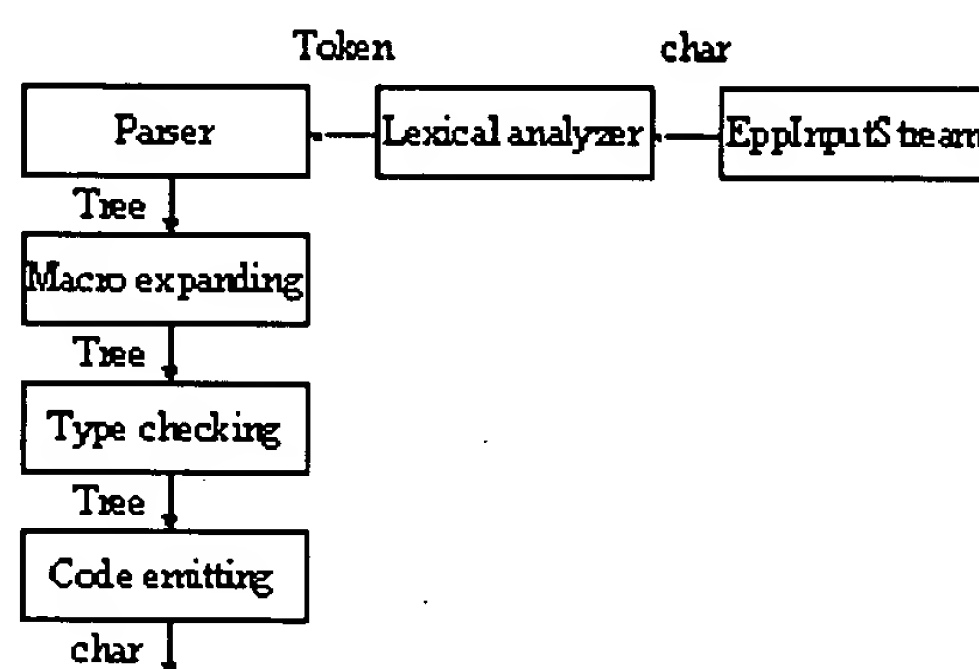 Token char
Parser Lexical analyzer EppInputStream
Tree
Macro expanding
Tree
Type checking
Tree
Code emitting
char